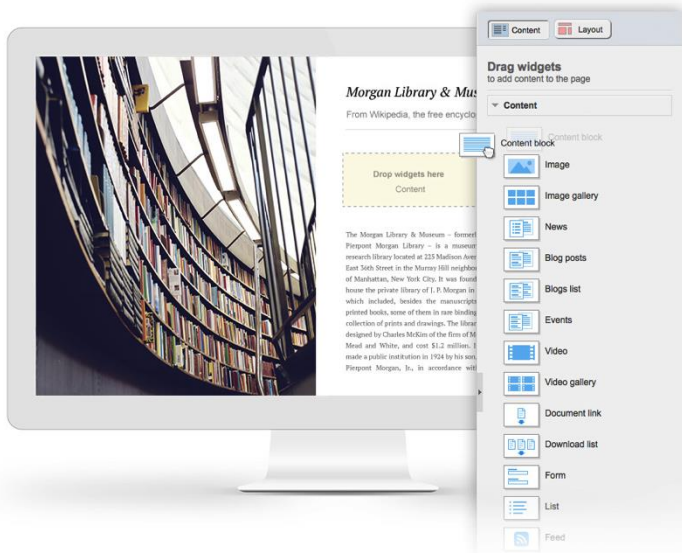 Content
Layout
Drag widgets
to add content to the page
Content
Content block
Content block
Image
Image gallery
News
Blog posts
Blogs list
Events
Video
Video gallery
Document link
Download list
Form
List
Feed
Morgan Library & Mus
From Wikipedia, the free encyclo
Drop widgets here
Content
The Morgan Library & Museum – formerl
Pierpont Morgan Library – is a museum
research library located at 225 Madison Aven
East 36th Street in the Murray Hill neighbor
of Manhattan, New York City. It was found
house the private library of J. P. Morgan in
which included, besides the manuscripts
printed books, some of them in rare binding
collection of prints and drawings. The librar
designed by Charles McKim of the firm of M
Mead and White, and cost $1.2 million. I
made a public institution in 1924 by his son,
Pierpont Morgan, Jr., in accordance with